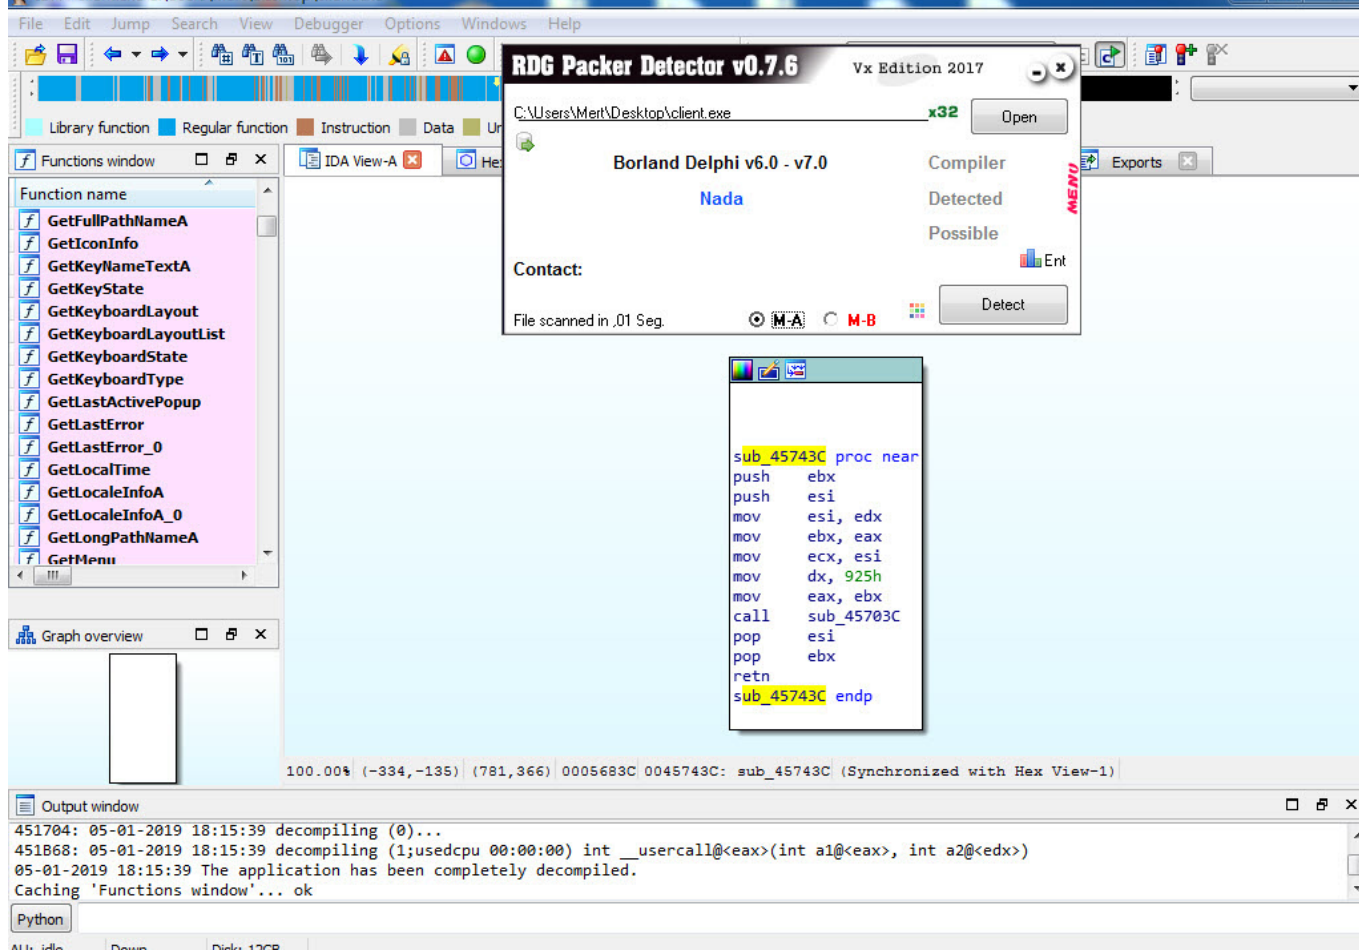 File Edit Jump Search View Debugger Options Windows Help
RDG Packer Detector v0.7.6 Vx Edition 2017
C:\Users\Mert\Desktop\client.exe x32 Open
Borland Delphi v6.0 - v7.0 Compiler
Nada Detected
Possible
MENU
Ent
Contact:
Detect
File scanned in ,01 Seg. M-A M-B
Library function Regular function Instruction Data
Functions window
IDA View-A
Exports
Function name
GetFullPathNameA
GetIconInfo
GetKeyNameTextA
GetKeyState
GetKeyboardLayout
GetKeyboardLayoutList
GetKeyboardState
GetKeyboardType
GetLastActivePopup
GetLastError
GetLastError_0
GetLocalTime
GetLocaleInfoA
GetLocaleInfoA_0
GetLongPathNameA
GetMenu
sub_45743C proc near
push ebx
push esi
mov esi, edx
mov ebx, eax
mov ecx, esi
mov dx, 925h
mov eax, ebx
call sub_45703C
pop esi
pop ebx
retn
sub_45743C endp
Graph overview
100.00% (-334,-135) (781,366) 0005683C 0045743C: sub_45743C (Synchronized with Hex View-1)
Output window
451704: 05-01-2019 18:15:39 decompiling (0)...
451B68: 05-01-2019 18:15:39 decompiling (1;usedcpu 00:00:00) int __usercall@<eax>(int a1@<eax>, int a2@<edx>)
05-01-2019 18:15:39 The application has been completely decompiled.
Caching 'Functions window'... ok
Python
AU: idle Down Disk: 12GB